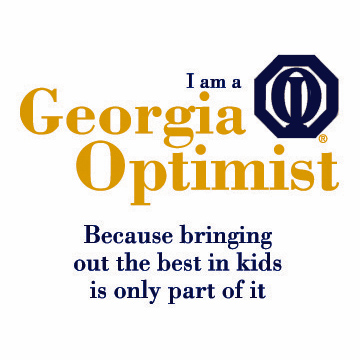 I am a
Georgia
®
Optimist
Because bringing
out the best in kids
is only part of it